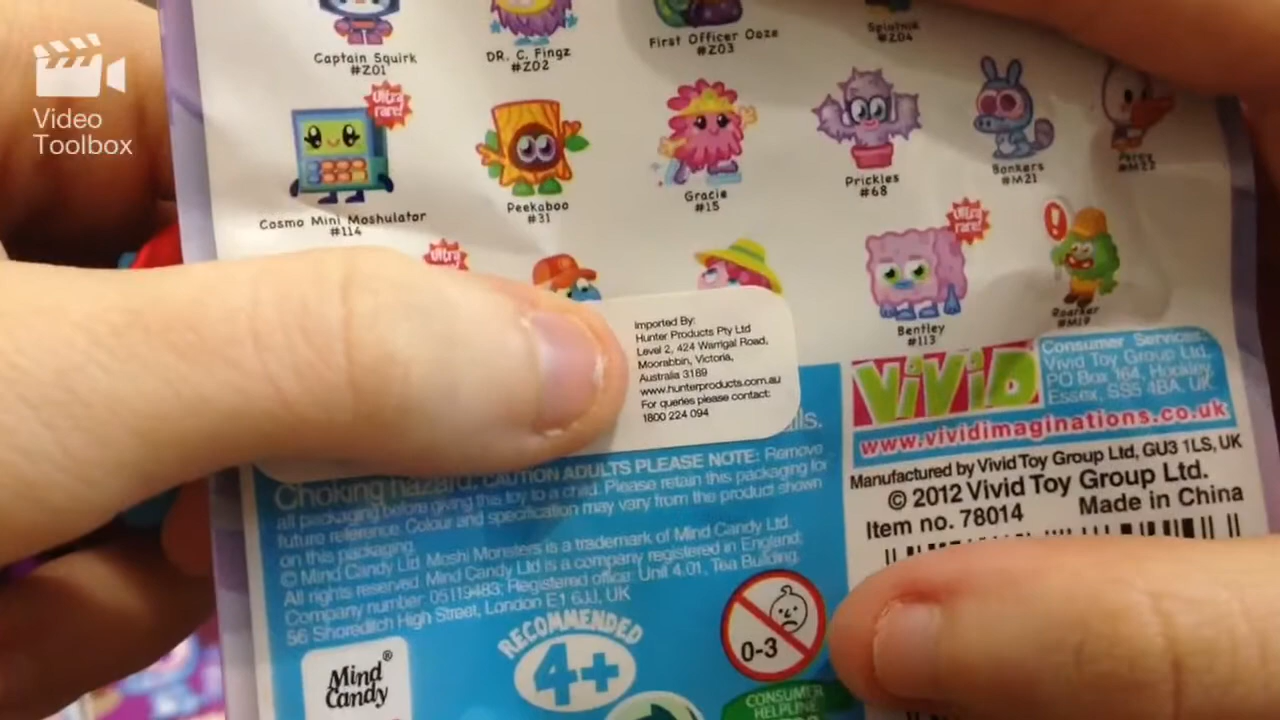 Video
Toolbox
Captain Squirk
#Z01
DR. C. Fingz
#Z02
First Officer Ooze
#Z03
Splutnik
#Z04
Ultra
rare!
Cosmo Mini Moshulator
#114
Peekaboo
#31
Gracie
#15
Prickles
#68
Bonkers
#M21
Percy
#M22
Ultra
Ultra
rare!
Bentley
#113
Roarker
#M19
Imported By:
Hunter Products Pty Ltd
Level 2, 424 Warrigal Road,
Moorabbin, Victoria,
Australia 3189
www.hunterproducts.com.au
For queries please contact:
1800 224 094
ViViD
Consumer Services:
Vivid Toy Group Ltd.
PO Box 164, Hockley,
Essex, SS5 4BA, UK.
www.vividimaginations.co.uk
Manufactured by Vivid Toy Group Ltd, GU3 1LS, UK
© 2012 Vivid Toy Group Ltd.
Item no. 78014 Made in China
Choking hazard. CAUTION ADULTS PLEASE NOTE: Remove
all packaging before giving this toy to a child. Please retain this packaging for
future reference. Colour and specification may vary from the product shown
on this packaging.
© Mind Candy Ltd. Moshi Monsters is a trademark of Mind Candy Ltd.
All rights reserved. Mind Candy Ltd is a company registered in England;
Company number: 05119483; Registered office: Unit 4.01, Tea Building,
56 Shoreditch High Street, London E1 6JJ, UK
Mind
Candy®
RECOMMENDED
4+
0-3
CONSUMER
HELPLINE